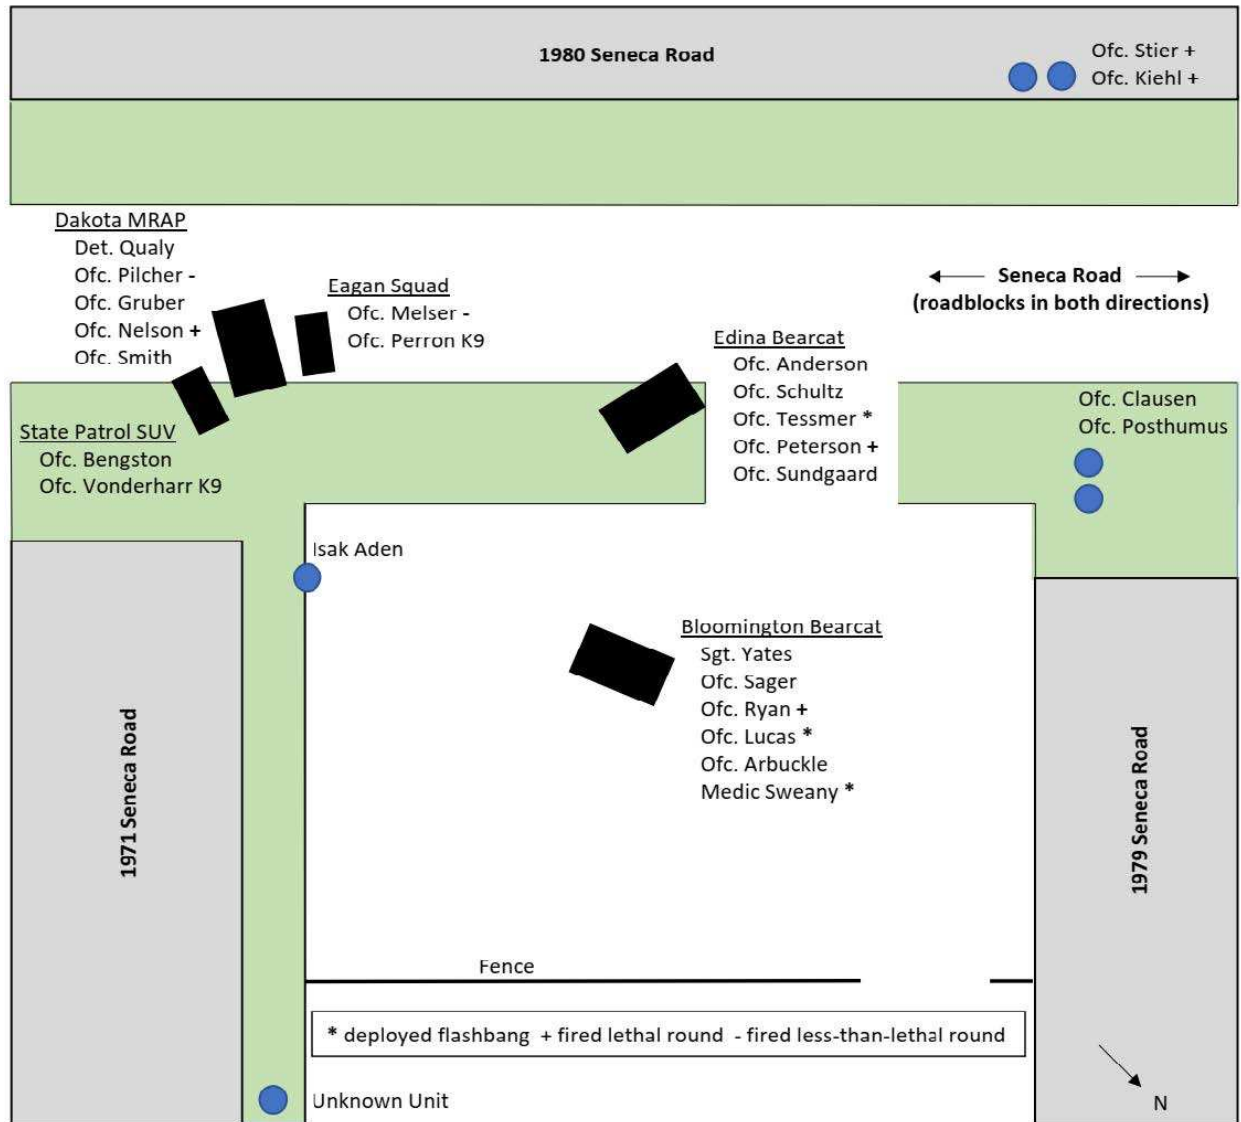 1980 Seneca Road
Ofc. Stier +
Ofc. Kiehl +
Dakota MRAP
Det. Qualy
Ofc. Pilcher -
Ofc. Gruber
Ofc. Nelson +
Ofc. Smith
Eagan Squad
Ofc. Melser -
Ofc. Perron K9
Seneca Road
(roadblocks in both directions)
Edina Bearcat
Ofc. Anderson
Ofc. Schultz
Ofc. Tessmer *
Ofc. Peterson +
Ofc. Sundgaard
Ofc. Clausen
Ofc. Posthumus
State Patrol SUV
Ofc. Bengston
Ofc. Vonderharr K9
Isak Aden
Bloomington Bearcat
Sgt. Yates
Ofc. Sager
Ofc. Ryan +
Ofc. Lucas *
Ofc. Arbuckle
Medic Sweany *
1971 Seneca Road
1979 Seneca Road
Fence
* deployed flashbang + fired lethal round - fired less-than-lethal round
Unknown Unit
N